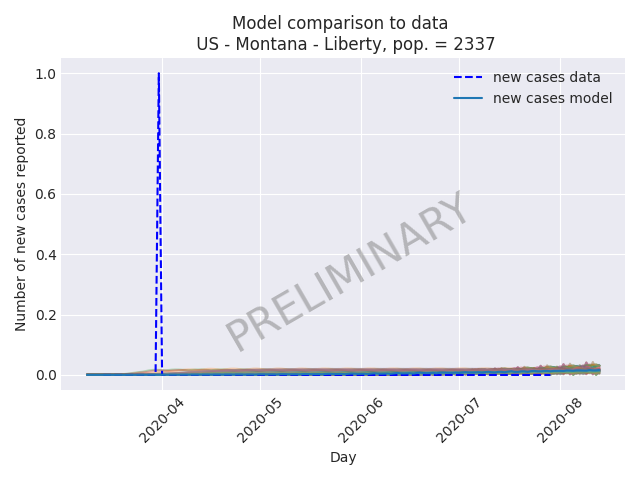 Model comparison to data
US - Montana - Liberty, pop. = 2337
new cases data
new cases model
Number of new cases reported
1.0
0.8
0.6
0.4
0.2
0.0
PRELIMINARY
2020-04
2020-05
2020-06
2020-07
2020-08
Day